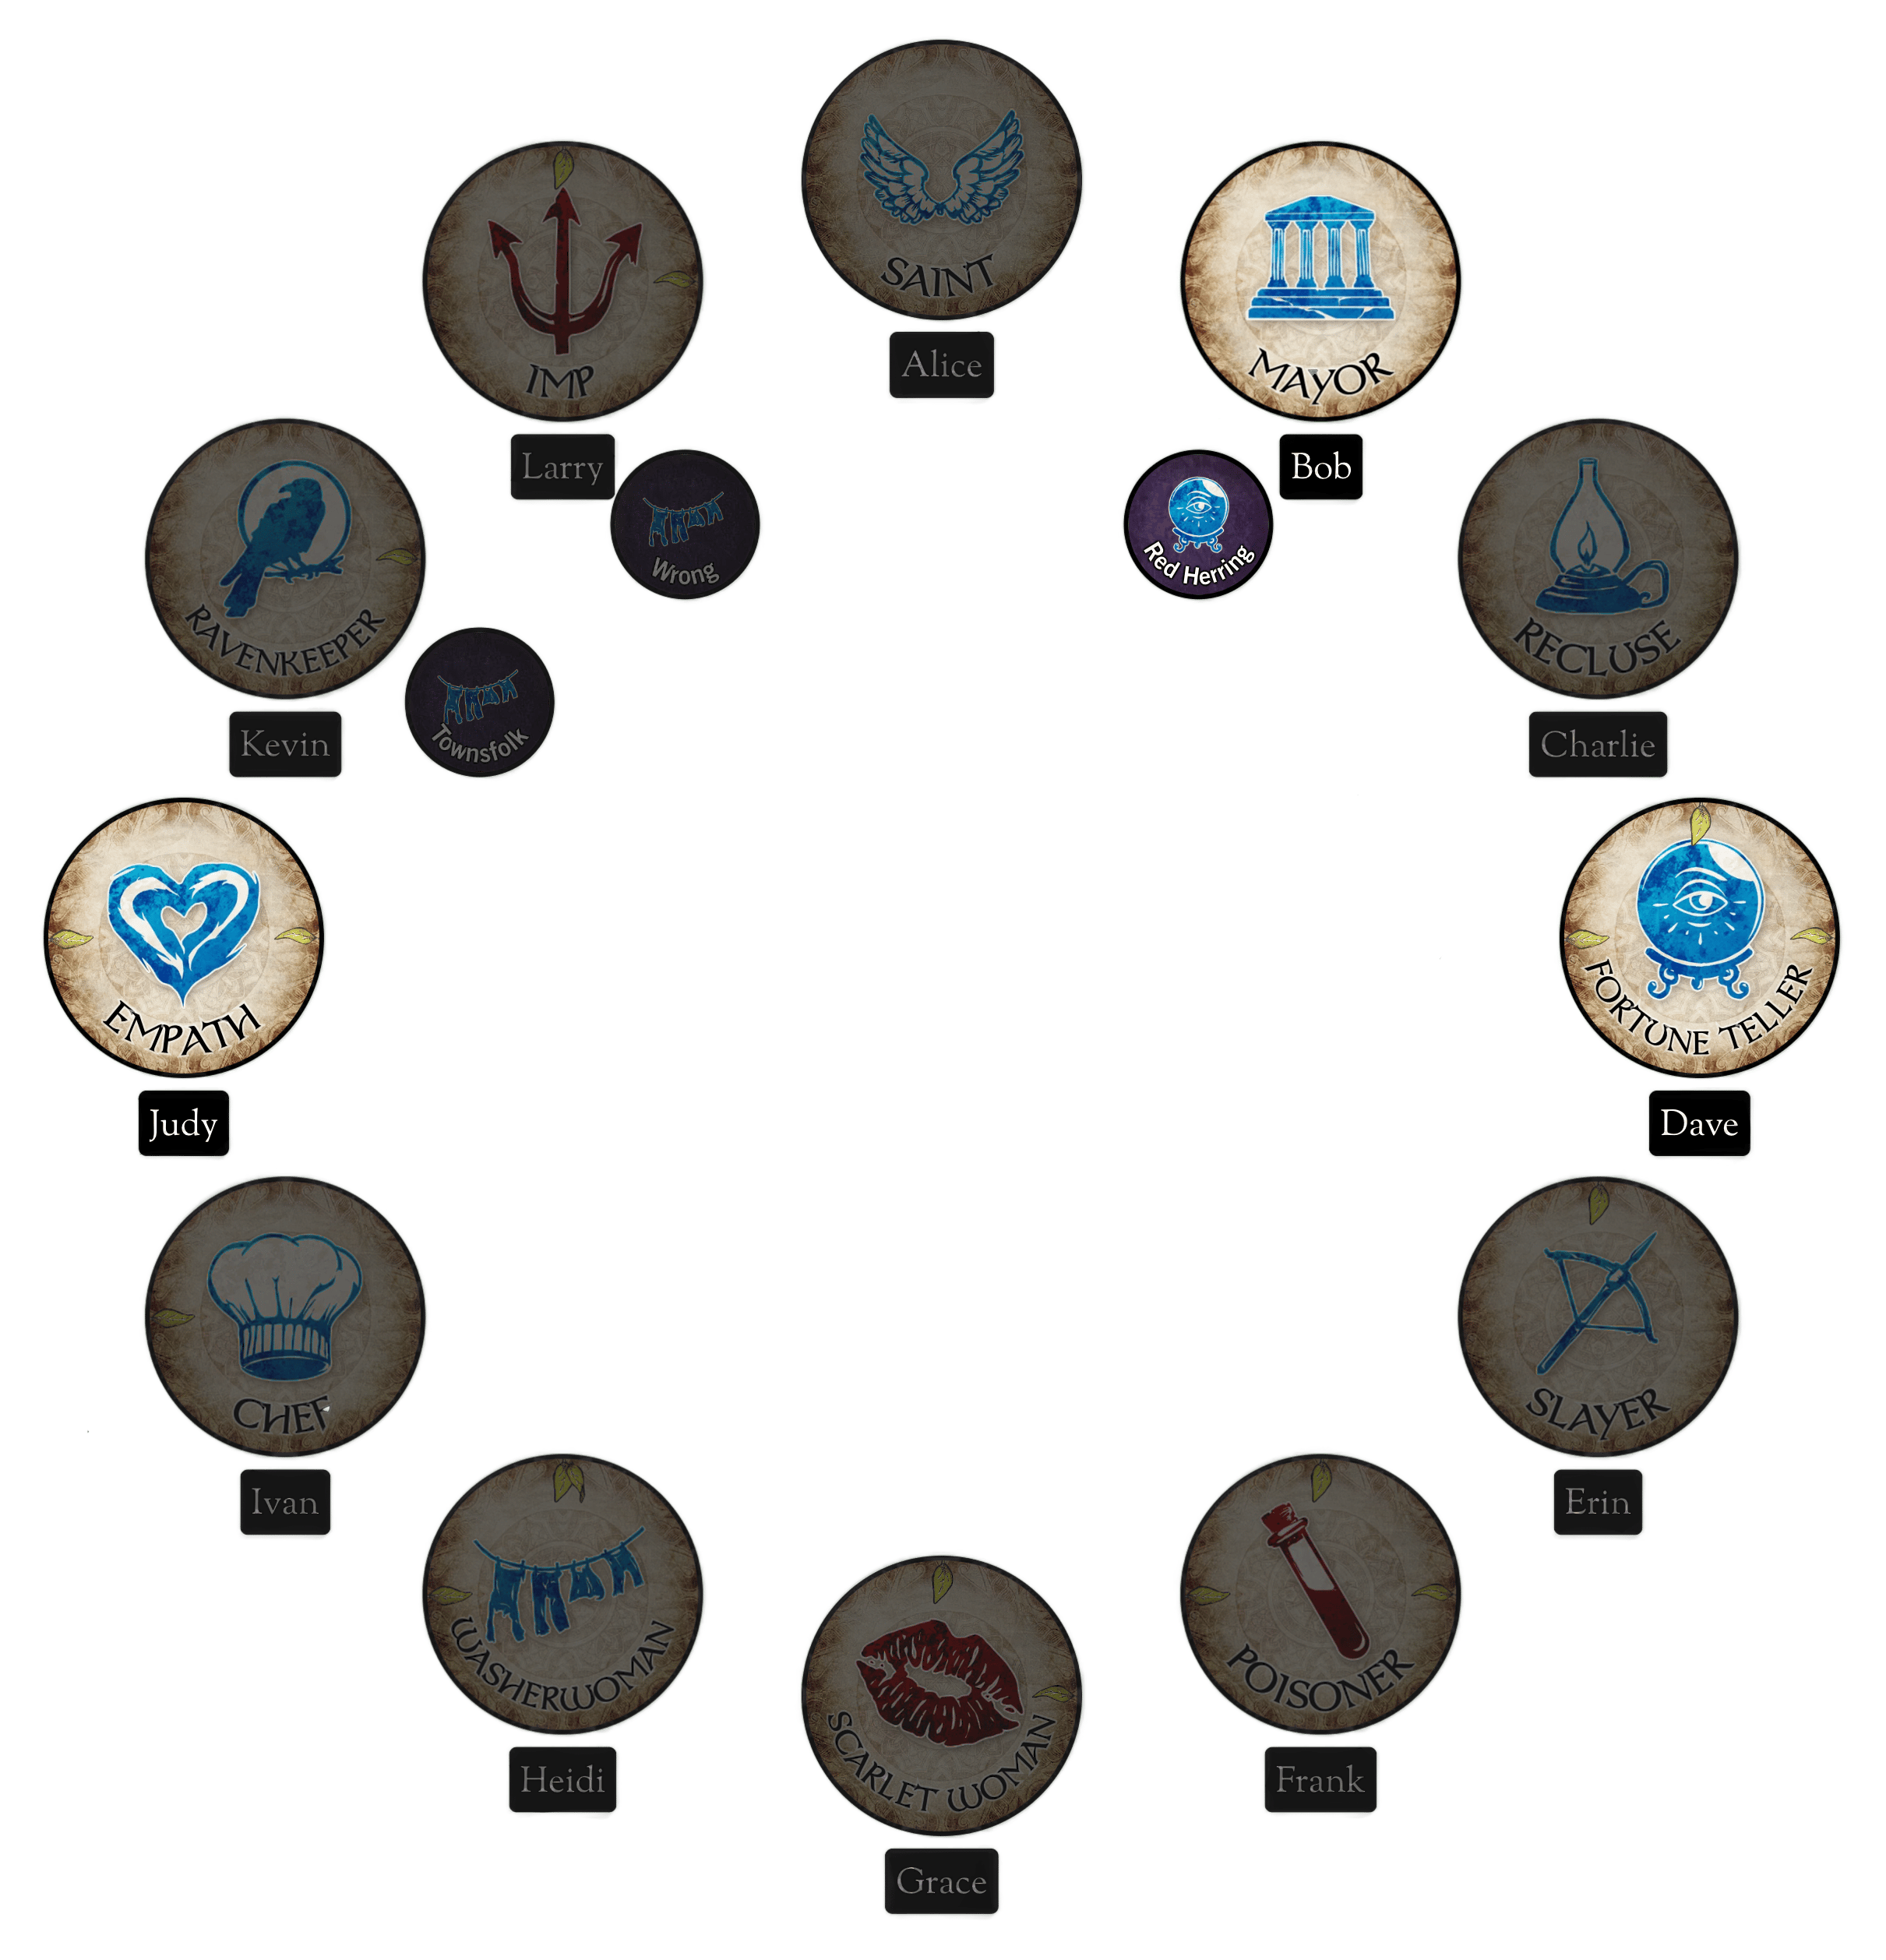 SAINT
Alice
MAYOR
Bob
Red Herring
RECLUSE
Charlie
FORTUNE TELLER
Dave
SLAYER
Erin
POISONER
Frank
SCARLET WOMAN
Grace
WASHERWOMAN
Heidi
CHEF
Ivan
EMPATH
Judy
RAVENKEEPER
Kevin
Townsfolk
IMP
Larry
Wrong